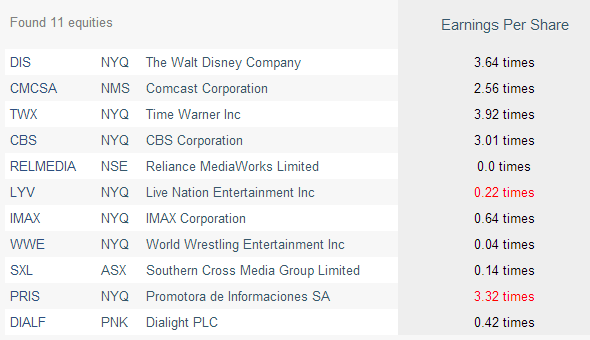 Found 11 equities Earnings Per Share
DIS NYQ The Walt Disney Company 3.64 times
CMCSA NMS Comcast Corporation 2.56 times
TWX NYQ Time Warner Inc 3.92 times
CBS NYQ CBS Corporation 3.01 times
RELMEDIA NSE Reliance MediaWorks Limited 0.0 times
LYV NYQ Live Nation Entertainment Inc 0.22 times
IMAX NYQ IMAX Corporation 0.64 times
WWE NYQ World Wrestling Entertainment Inc 0.04 times
SXL ASX Southern Cross Media Group Limited 0.14 times
PRIS NYQ Promotora de Informaciones SA 3.32 times
DIALF PNK Dialight PLC 0.42 times